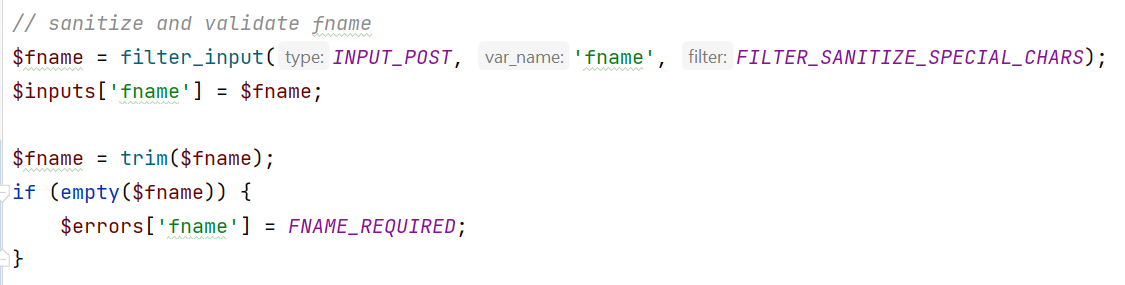 // sanitize and validate fname
$fname = filter_input( type: INPUT_POST, var_name: 'fname', filter: FILTER_SANITIZE_SPECIAL_CHARS);
$inputs['fname'] = $fname;
$fname = trim($fname);
if (empty($fname)) {
    $errors['fname'] = FNAME_REQUIRED;
}